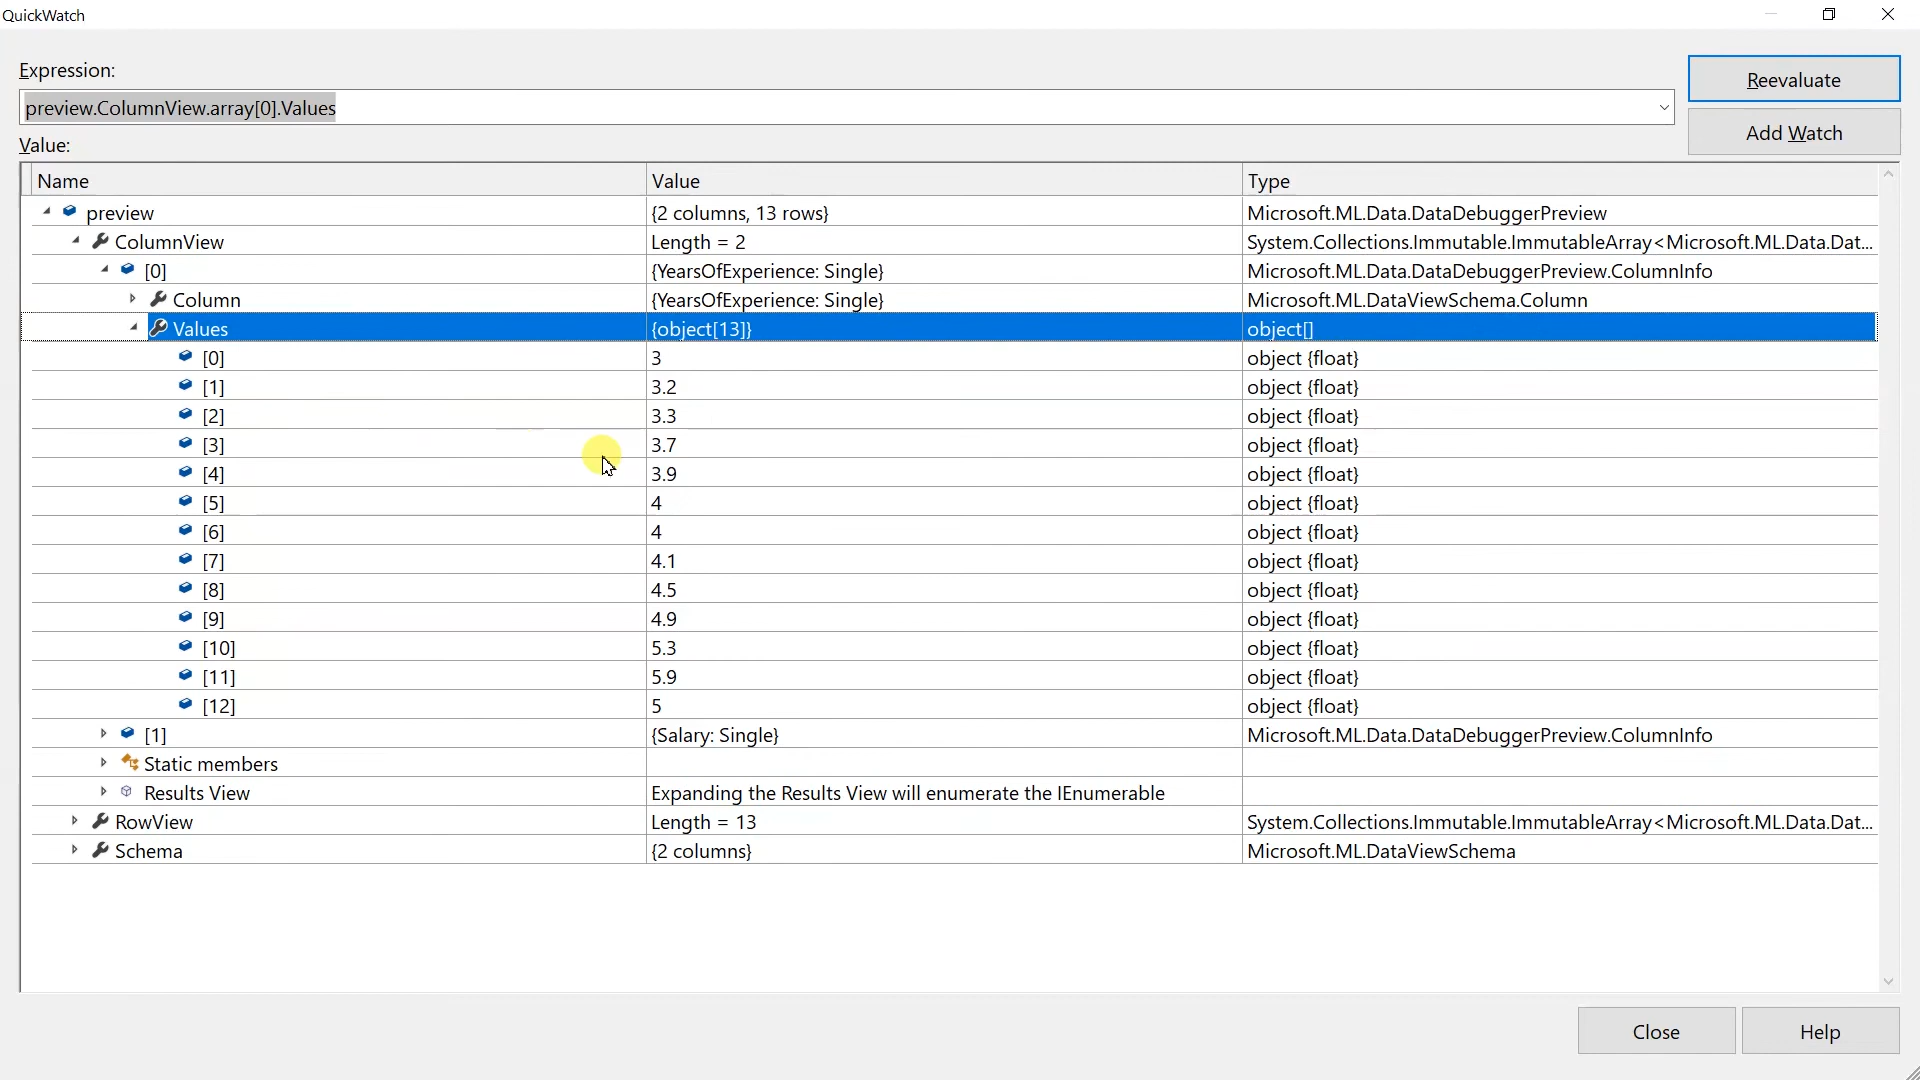 QuickWatch
Expression:
Reevaluate
preview.ColumnView.array[0].Values
Add Watch
Value:
Name Value Type
preview {2 columns, 13 rows} Microsoft.ML.Data.DataDebuggerPreview
ColumnView Length = 2 System.Collections.Immutable.ImmutableArray<Microsoft.ML.Data.Dat...
[0] {YearsOfExperience: Single} Microsoft.ML.Data.DataDebuggerPreview.ColumnInfo
Column {YearsOfExperience: Single} Microsoft.ML.DataViewSchema.Column
Values {object[13]} object[]
[0] 3 object {float}
[1] 3.2 object {float}
[2] 3.3 object {float}
[3] 3.7 object {float}
[4] 3.9 object {float}
[5] 4 object {float}
[6] 4 object {float}
[7] 4.1 object {float}
[8] 4.5 object {float}
[9] 4.9 object {float}
[10] 5.3 object {float}
[11] 5.9 object {float}
[12] 5 object {float}
[1] {Salary: Single} Microsoft.ML.Data.DataDebuggerPreview.ColumnInfo
Static members
Results View Expanding the Results View will enumerate the IEnumerable
RowView Length = 13 System.Collections.Immutable.ImmutableArray<Microsoft.ML.Data.Dat...
Schema {2 columns} Microsoft.ML.DataViewSchema
Close Help